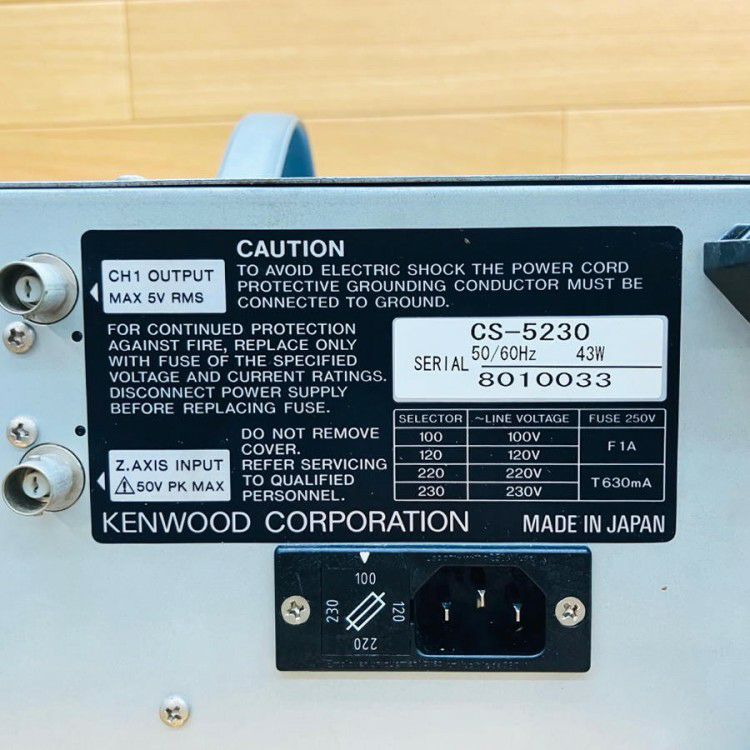 CAUTION
TO AVOID ELECTRIC SHOCK THE POWER CORD
PROTECTIVE GROUNDING CONDUCTOR MUST BE
CONNECTED TO GROUND.
CH1 OUTPUT
MAX 5V RMS
FOR CONTINUED PROTECTION
AGAINST FIRE, REPLACE ONLY
WITH FUSE OF THE SPECIFIED
VOLTAGE AND CURRENT RATINGS.
DISCONNECT POWER SUPPLY
BEFORE REPLACING FUSE.
CS-5230
50/60Hz 43W
SERIAL
8010033
SELECTOR ~LINE VOLTAGE FUSE 250V
100 100V F1A
120 120V
220 220V T630mA
230 230V
DO NOT REMOVE
COVER.
REFER SERVICING
TO QUALIFIED
PERSONNEL.
Z.AXIS INPUT
⚠50V PK MAX
KENWOOD CORPORATION MADE IN JAPAN
100
230
120
220